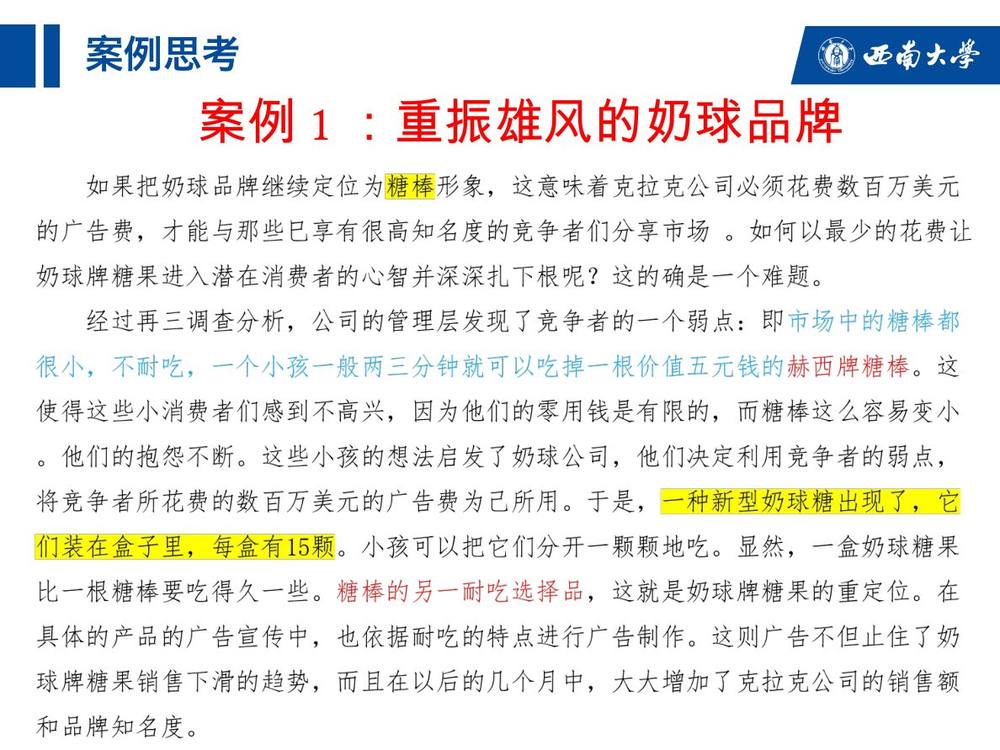 案例思考
西南大学
案例 1 ：重振雄风的奶球品牌
如果把奶球品牌继续定位为糖棒形象，这意味着克拉克公司必须花费数百万美元
的广告费，才能与那些已享有很高知名度的竞争者们分享市场 。如何以最少的花费让
奶球牌糖果进入潜在消费者的心智并深深扎下根呢？这的确是一个难题。
经过再三调查分析，公司的管理层发现了竞争者的一个弱点：即市场中的糖棒都
很小，不耐吃，一个小孩一般两三分钟就可以吃掉一根价值五元钱的赫西牌糖棒。这
使得这些小消费者们感到不高兴，因为他们的零用钱是有限的，而糖棒这么容易变小
。他们的抱怨不断。这些小孩的想法启发了奶球公司，他们决定利用竞争者的弱点，
将竞争者所花费的数百万美元的广告费为己所用。于是，一种新型奶球糖出现了，它
们装在盒子里，每盒有15颗。小孩可以把它们分开一颗颗地吃。显然，一盒奶球糖果
比一根糖棒要吃得久一些。糖棒的另一耐吃选择品，这就是奶球牌糖果的重定位。在
具体的产品的广告宣传中，也依据耐吃的特点进行广告制作。这则广告不但止住了奶
球牌糖果销售下滑的趋势，而且在以后的几个月中，大大增加了克拉克公司的销售额
和品牌知名度。